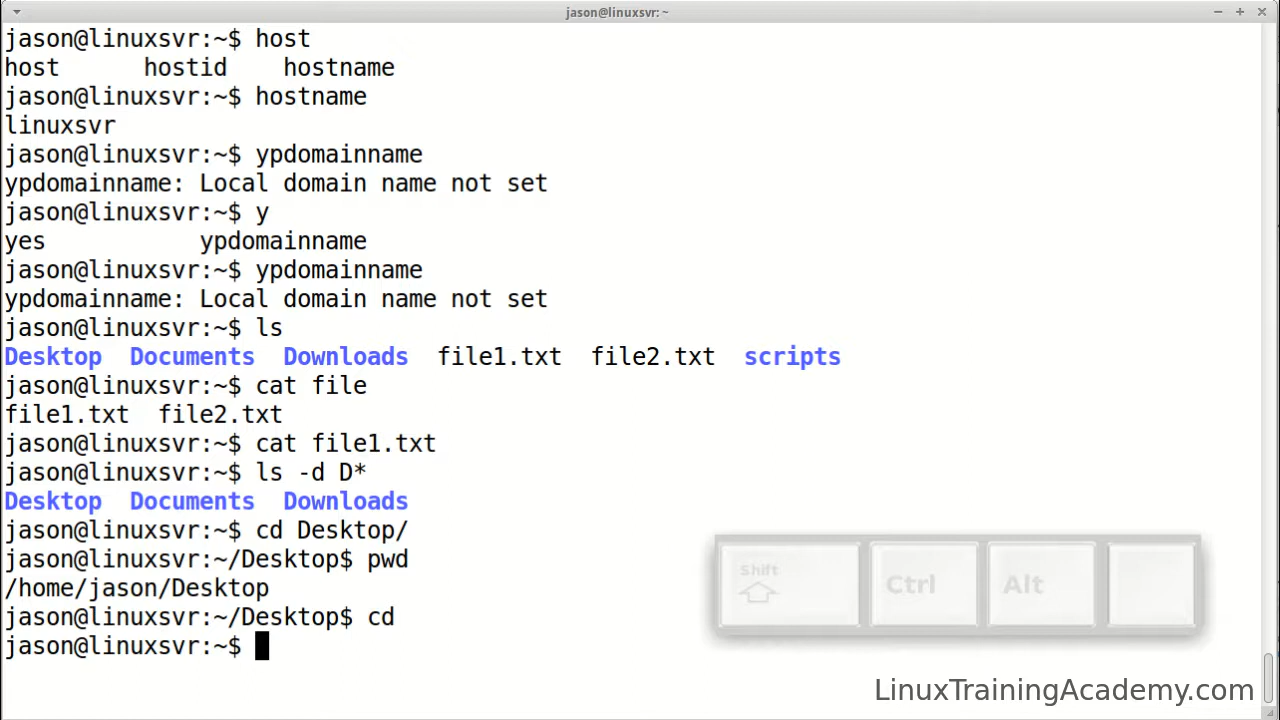 jason@linuxsvr: ~
jason@linuxsvr:~$ host
host      hostid    hostname
jason@linuxsvr:~$ hostname
linuxsvr
jason@linuxsvr:~$ ypdomainname
ypdomainname: Local domain name not set
jason@linuxsvr:~$ y
yes           ypdomainname
jason@linuxsvr:~$ ypdomainname
ypdomainname: Local domain name not set
jason@linuxsvr:~$ ls
Desktop  Documents  Downloads  file1.txt  file2.txt  scripts
jason@linuxsvr:~$ cat file
file1.txt  file2.txt
jason@linuxsvr:~$ cat file1.txt
jason@linuxsvr:~$ ls -d D*
Desktop  Documents  Downloads
jason@linuxsvr:~$ cd Desktop/
jason@linuxsvr:~/Desktop$ pwd
/home/jason/Desktop
jason@linuxsvr:~/Desktop$ cd
jason@linuxsvr:~$
Shift Ctrl Alt
LinuxTrainingAcademy.com